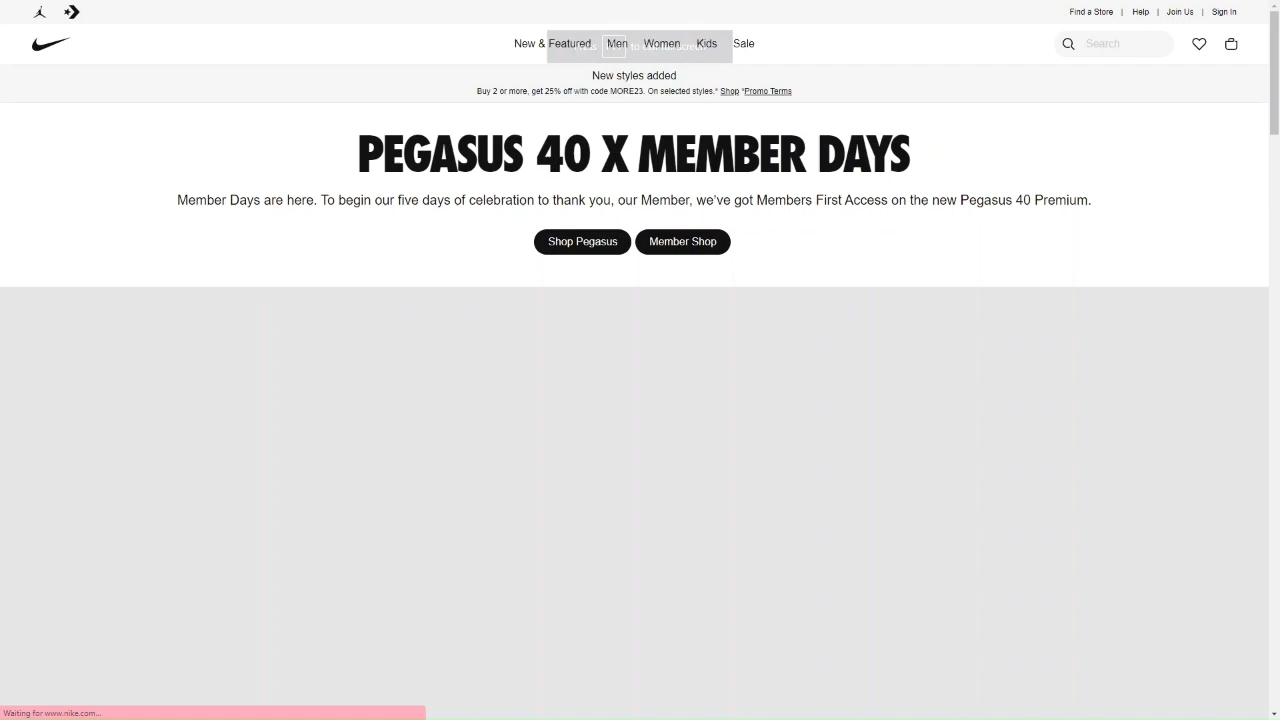 Find a Store | Help | Join Us | Sign In
New & Featured Men Women Kids Sale
Search
New styles added
Buy 2 or more, get 25% off with code MORE23. On selected styles.* Shop *Promo Terms
PEGASUS 40 X MEMBER DAYS
Member Days are here. To begin our five days of celebration to thank you, our Member, we’ve got Members First Access on the new Pegasus 40 Premium.
Shop Pegasus
Member Shop
Waiting for www.nike.com...